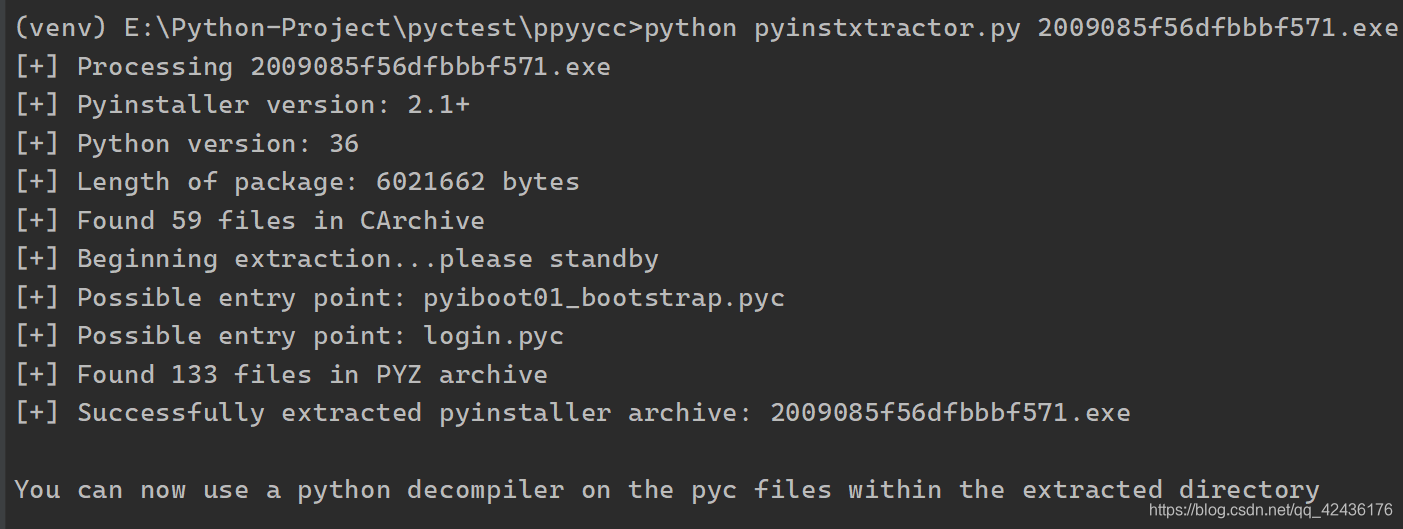 (venv) E:\Python-Project\pyctest\ppyycc>python pyinstxtractor.py 2009085f56dfbbbf571.exe
[+] Processing 2009085f56dfbbbf571.exe
[+] Pyinstaller version: 2.1+
[+] Python version: 36
[+] Length of package: 6021662 bytes
[+] Found 59 files in CArchive
[+] Beginning extraction...please standby
[+] Possible entry point: pyiboot01_bootstrap.pyc
[+] Possible entry point: login.pyc
[+] Found 133 files in PYZ archive
[+] Successfully extracted pyinstaller archive: 2009085f56dfbbbf571.exe
You can now use a python decompiler on the pyc files within the extracted directory
https://blog.csdn.net/qq_42436176